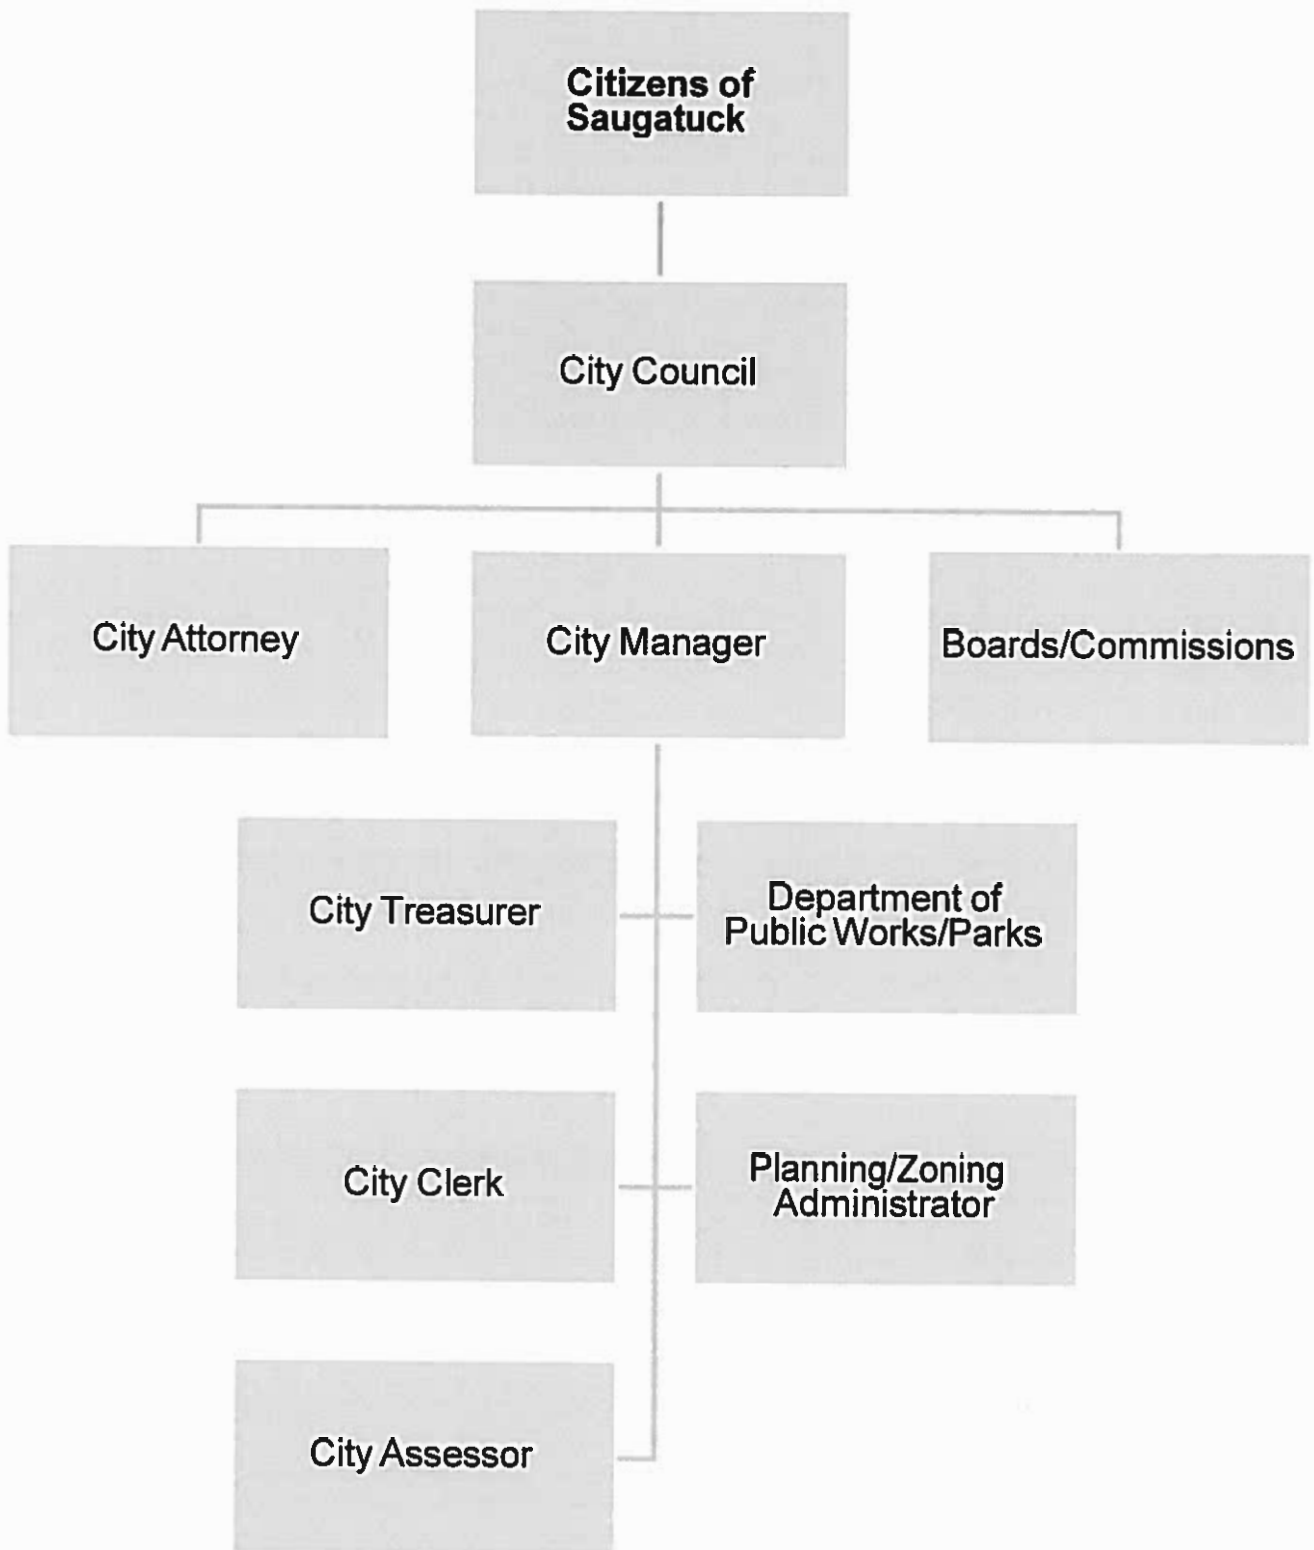 Citizens of
Saugatuck
City Council
City Attorney
City Manager
Boards/Commissions
City Treasurer
Department of
Public Works/Parks
City Clerk
Planning/Zoning
Administrator
City Assessor